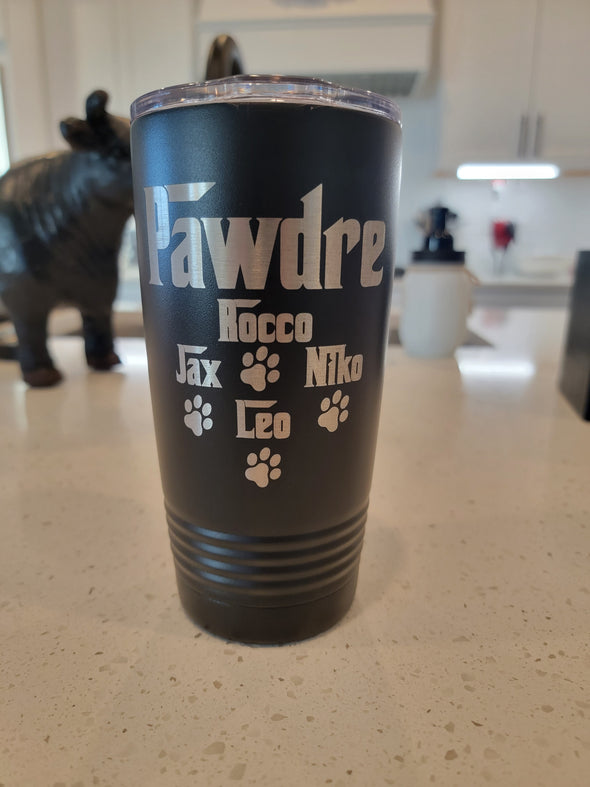 Pawdre
Rocco
Jax Niko
Leo